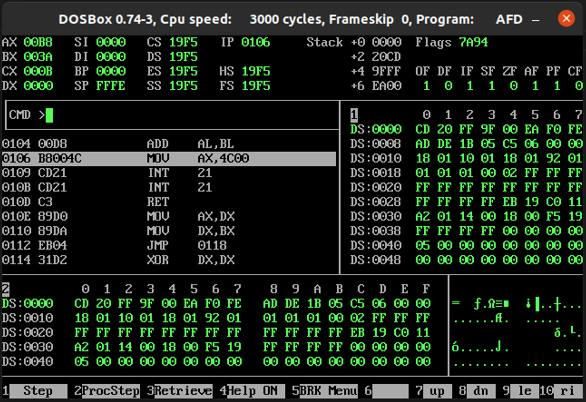 DOSBox 0.74-3, Cpu speed: 3000 cycles, Frameskip 0, Program: AFD
AX 00B8 SI 0000 CS 19F5 IP 0106 Stack +0 0000 Flags 7A94
BX 003A DI 0000 DS 19F5 +2 20CD
CX 000B BP 0000 ES 19F5 HS 19F5 +4 9FFF OF DF IF SF ZF AF PF CF
DX 0000 SP FFFE SS 19F5 FS 19F5 +6 EA00 1 0 1 1 0 1 1 0
CMD >
0104 00D8 ADD AL,BL
0106 B8004C MOV AX,4C00
0109 CD21 INT 21
010B CD21 INT 21
010D C3 RET
010E 89D0 MOV AX,DX
0110 89DA MOV DX,BX
0112 EB04 JMP 0118
0114 31D2 XOR DX,DX
1 0 1 2 3 4 5 6 7
DS:0000 CD 20 FF 9F 00 EA F0 FE
DS:0008 AD DE 1B 05 C5 06 00 00
DS:0010 18 01 10 01 18 01 92 01
DS:0018 01 01 01 00 02 FF FF FF
DS:0020 FF FF FF FF FF FF FF FF
DS:0028 FF FF FF FF EB 19 C0 11
DS:0030 A2 01 14 00 18 00 F5 19
DS:0038 FF FF FF FF 00 00 00 00
DS:0040 05 00 00 00 00 00 00 00
DS:0048 00 00 00 00 00 00 00 00
2 0 1 2 3 4 5 6 7 8 9 A B C D E F
DS:0000 CD 20 FF 9F 00 EA F0 FE AD DE 1B 05 C5 06 00 00
DS:0010 18 01 10 01 18 01 92 01 01 01 01 00 02 FF FF FF
DS:0020 FF FF FF FF FF FF FF FF FF FF FF FF EB 19 C0 11
DS:0030 A2 01 14 00 18 00 F5 19 FF FF FF FF 00 00 00 00
DS:0040 05 00 00 00 00 00 00 00 00 00 00 00 00 00 00 00
1 Step 2 ProcStep 3 Retrieve 4 Help ON 5 BRK Menu 6 7 up 8 dn 9 le 10 ri